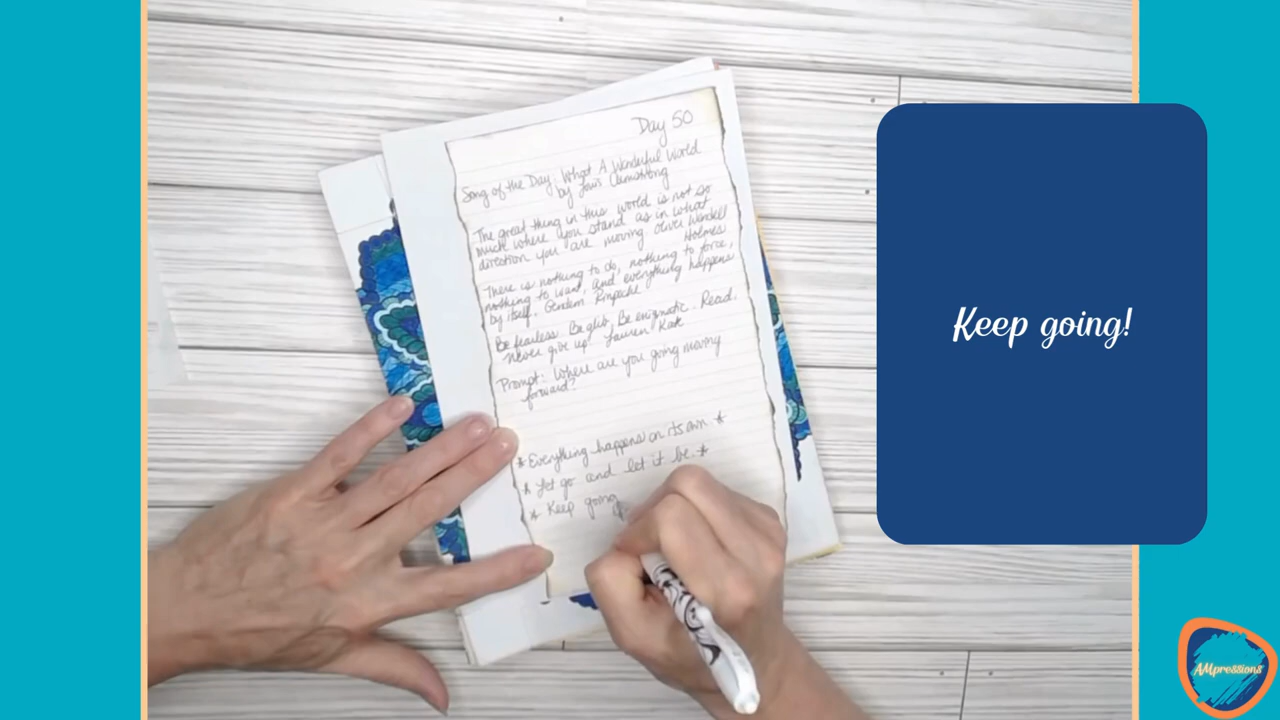 Day 50
Song of the Day: What A Wonderful World
by Louis Armstrong
The great thing in this world is not so
much where you stand as in what
direction you are moving Oliver Wendell
Holmes
There is nothing to do, nothing to force,
nothing to want, and everything happens
by itself. Gendem Rinpoche
Be fearless. Be glib, Be enigmatic. Read.
Never give up! Lauren Kate
Prompt: Where are you going moving
forward?
* Everything happens on its own *
* Let go and let it be. *
* Keep going
Keep going!
AMpressions